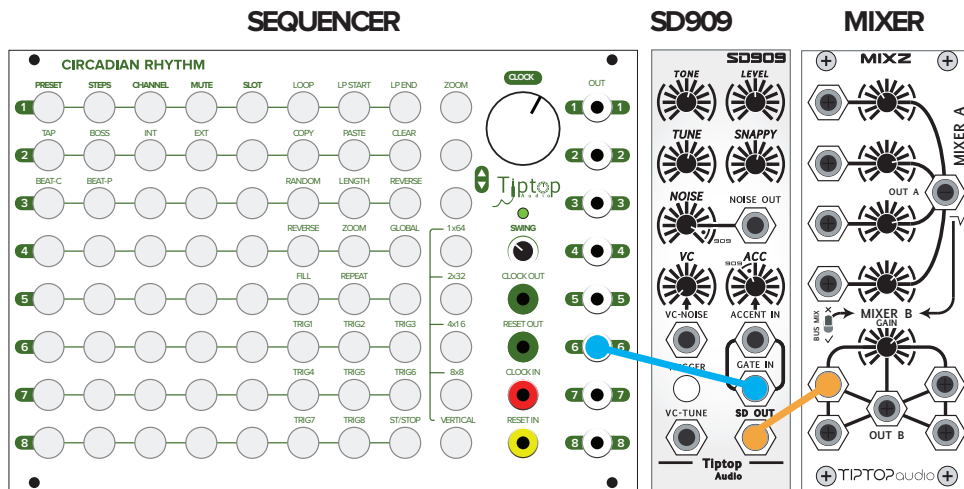 SEQUENCER
SD909
MIXER
CIRCADIAN RHYTHM
PRESET STEPS CHANNEL MUTE SLOT LOOP LP START LP END ZOOM
CLOCK
OUT
1 1 1
TAP BOSS INT EXT COPY PASTE CLEAR
2 2 2
BEAT-C BEAT-P RANDOM LENGTH REVERSE
Tiptop
Audio
3 3 3
REVERSE ZOOM GLOBAL
SWING
1x64
4 4 4
FILL REPEAT
CLOCK OUT
2x32
5 5 5
TRIG1 TRIG2 TRIG3
RESET OUT
4x16
6 6 6
TRIG4 TRIG5 TRIG6
CLOCK IN
8x8
7 7 7
TRIG7 TRIG8 ST/STOP VERTICAL
RESET IN
8 8 8
SD909
TONE LEVEL
TUNE SNAPPY
NOISE NOISE OUT
909
909
VC ACC
VC-NOISE ACCENT IN
GATE IN
VC-TUNE SD OUT
Tiptop
Audio
MIXZ
MIXER A
OUT A
BUS MIX
MIXER B
GAIN
OUT B
TIPTOP audio